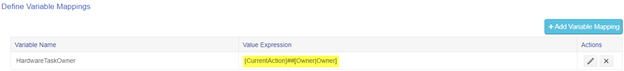 Define Variable Mappings
+ Add Variable Mapping
Variable Name Value Expression Actions
HardwareTaskOwner {CurrentAction}##[Owner|Owner]